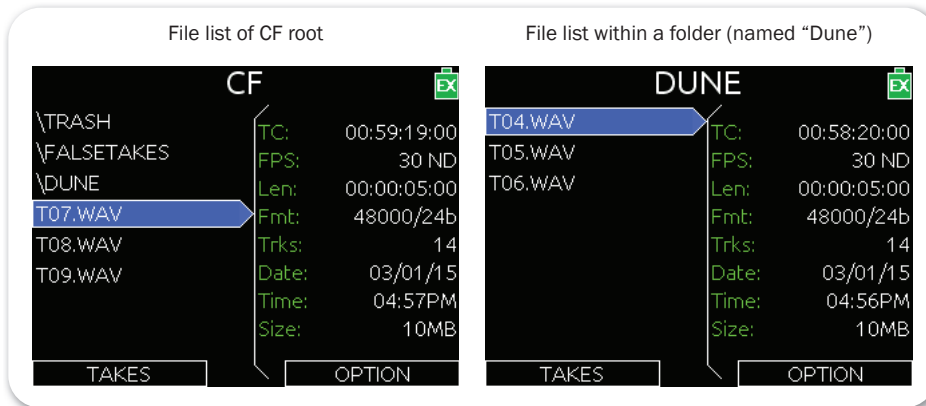 File list of CF root
CF
EX
\TRASH
\FALSETAKES
\DUNE
T07.WAV
T08.WAV
T09.WAV
TC: 00:59:19:00
FPS: 30 ND
Len: 00:00:05:00
Fmt: 48000/24b
Trks: 14
Date: 03/01/15
Time: 04:57PM
Size: 10MB
TAKES
OPTION
File list within a folder (named “Dune”)
DUNE
EX
T04.WAV
T05.WAV
T06.WAV
TC: 00:58:20:00
FPS: 30 ND
Len: 00:00:05:00
Fmt: 48000/24b
Trks: 14
Date: 03/01/15
Time: 04:56PM
Size: 10MB
TAKES
OPTION